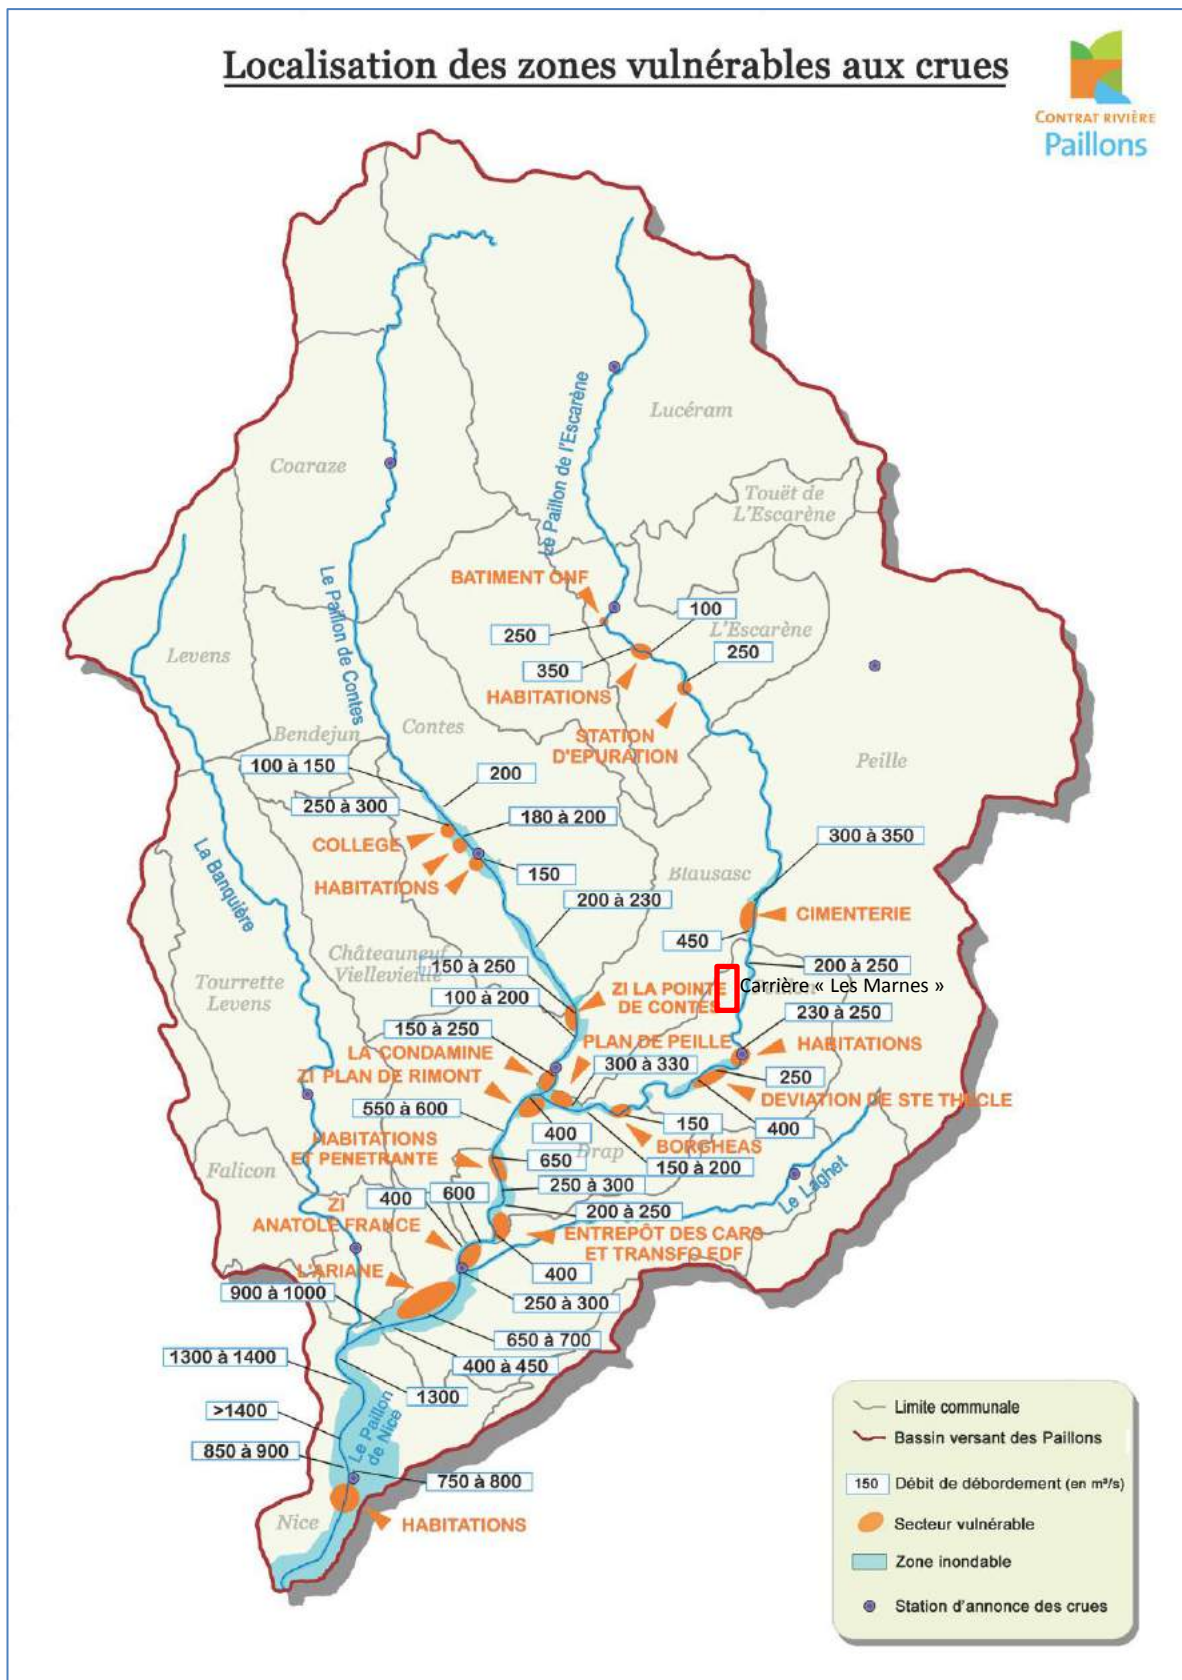 Localisation des zones vulnérables aux crues
CONTRAT RIVIÈRE
Paillons
Lucéram
Coaraze
Le Paillon de l'Escarène
Touët de
L'Escarène
Le Paillon de Contes
BATIMENT ONF
100
250
L'Escarène
Levens
350
250
HABITATIONS
STATION
D'EPURATION
Bendejun
Contes
Peille
100 à 150
200
250 à 300
180 à 200
300 à 350
COLLEGE
La Banquière
150
Blausasc
HABITATIONS
200 à 230
CIMENTERIE
450
Châteauneuf
Viellevieille
150 à 250
200 à 250
Tourrette
Levens
ZI LA POINTE
DE CONTES
Carrière « Les Marnes »
100 à 200
230 à 250
150 à 250
PLAN DE PEILLE
HABITATIONS
LA CONDAMINE
300 à 330
ZI PLAN DE RIMONT
250
DEVIATION DE STE THECLE
550 à 600
150
400
400
HABITATIONS
ET PENETRANTE
Drap
BORGHEAS
650
150 à 200
Falicon
250 à 300
Le Laghet
400
600
200 à 250
ZI
ANATOLE FRANCE
ENTREPÔT DES CARS
ET TRANSFO EDF
L'ARIANE
400
900 à 1000
250 à 300
650 à 700
1300 à 1400
400 à 450
1300
>1400
Le Paillon
de Nice
850 à 900
750 à 800
Nice
HABITATIONS
Limite communale
Bassin versant des Paillons
150
Débit de débordement (en m³/s)
Secteur vulnérable
Zone inondable
Station d'annonce des crues